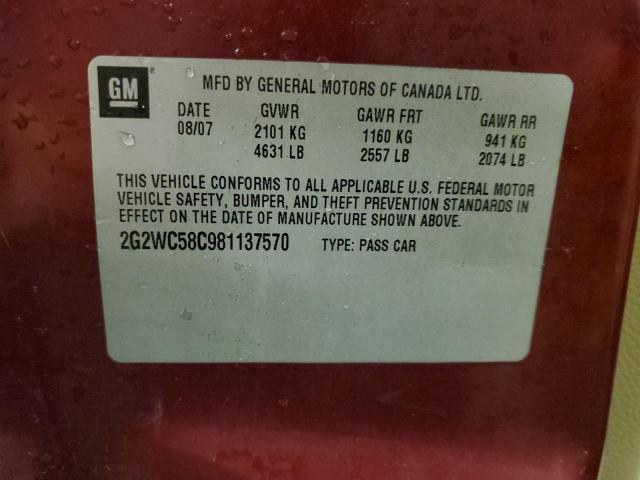 GM MFD BY GENERAL MOTORS OF CANADA LTD.
DATE GVWR GAWR FRT GAWR RR
08/07 2101 KG 1160 KG 941 KG
4631 LB 2557 LB 2074 LB
THIS VEHICLE CONFORMS TO ALL APPLICABLE U.S. FEDERAL MOTOR
VEHICLE SAFETY, BUMPER, AND THEFT PREVENTION STANDARDS IN
EFFECT ON THE DATE OF MANUFACTURE SHOWN ABOVE.
2G2WC58C981137570 TYPE: PASS CAR